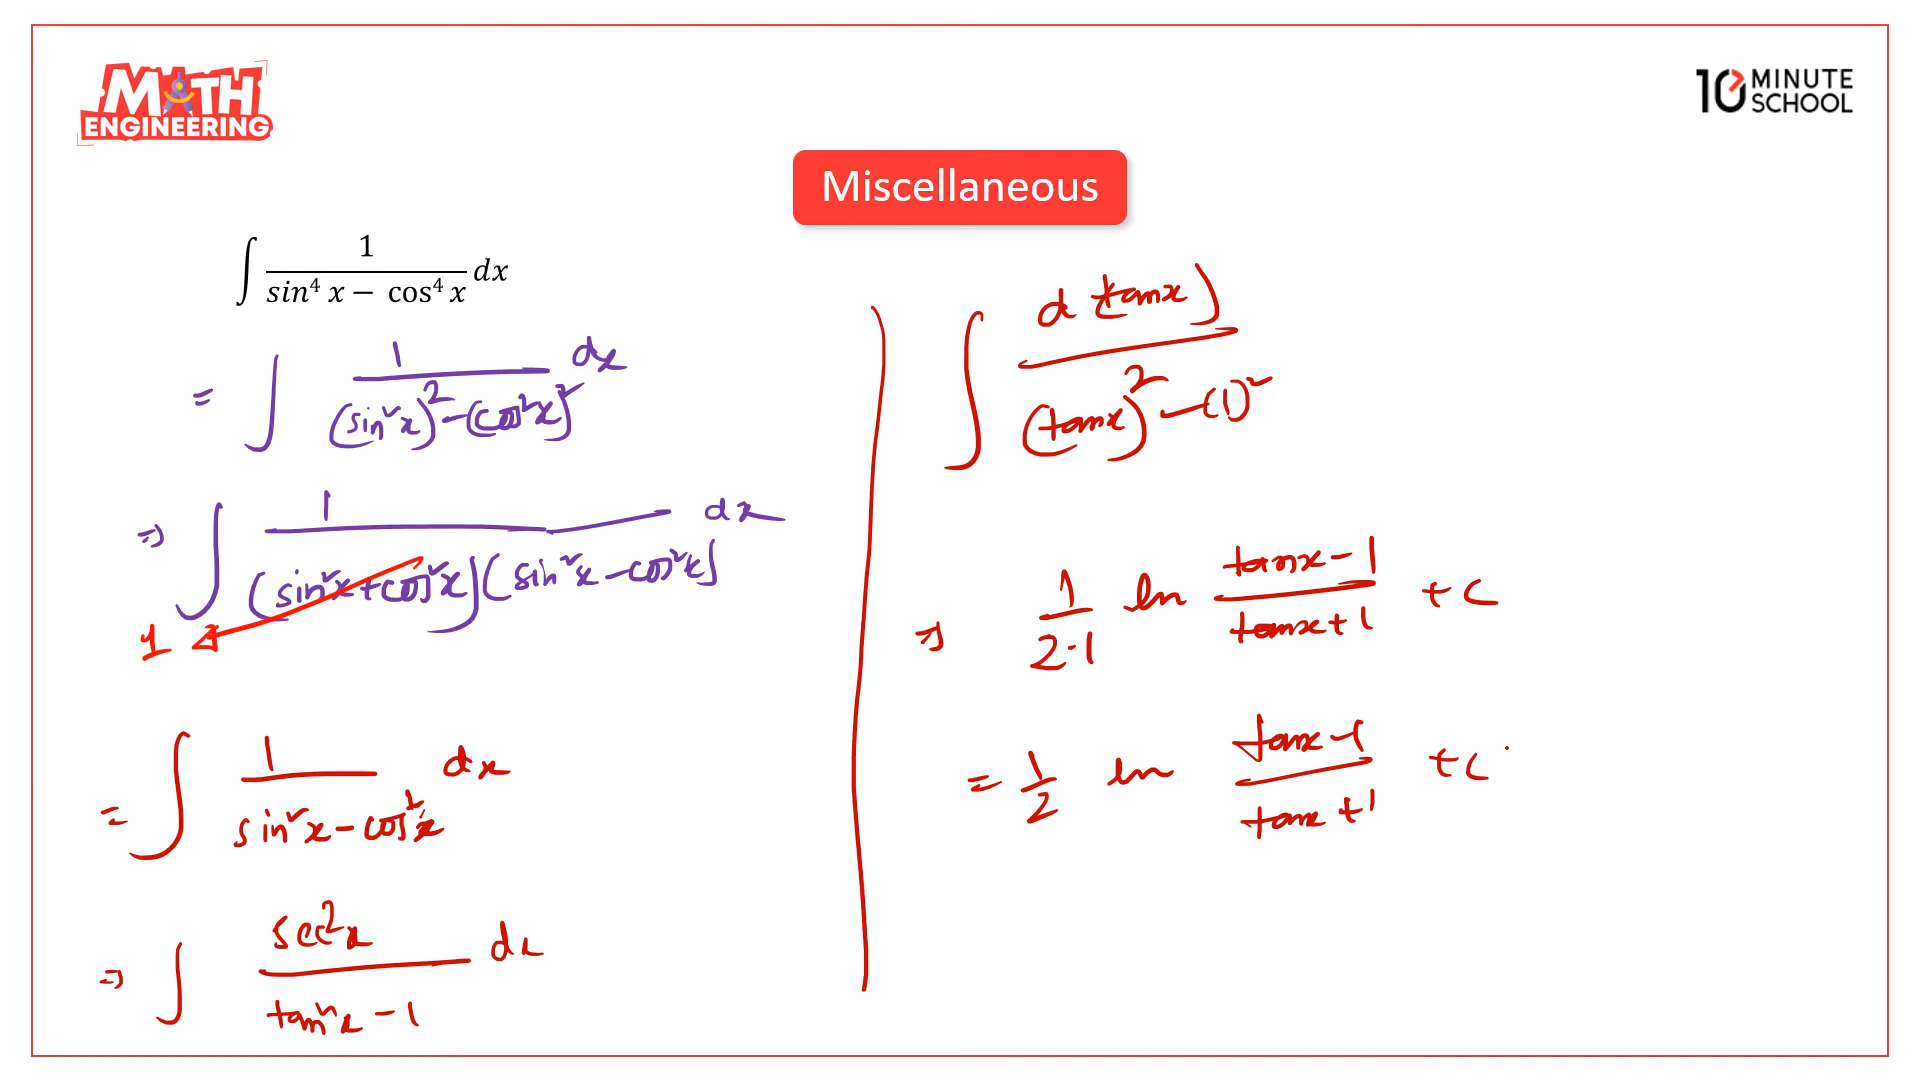 MATH
ENGINEERING
10 MINUTE
SCHOOL
Miscellaneous
∫ 1/(sin⁴ x − cos⁴ x) dx
= ∫ 1/((sin²x)² − (cos²x)²) dx
⇒ ∫ 1/((sin²x + cos²x)(sin²x − cos²x)) dx
1
= ∫ 1/(sin²x − cos²x) dx
⇒ ∫ sec²x/(tan²x − 1) dx
∫ d(tanx)/((tanx)² − (1)²)
⇒ 1/(2·1) ln (tanx − 1)/(tanx + 1) + C
= 1/2 ln (tanx − 1)/(tanx + 1) + C